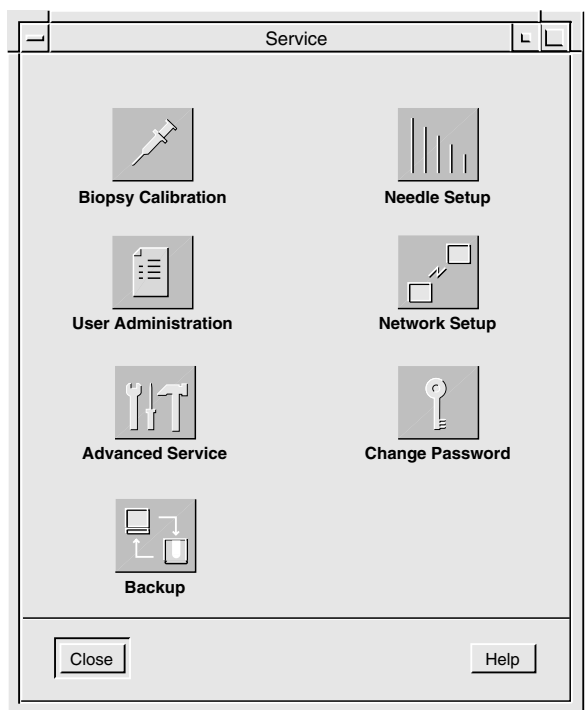 Service
Biopsy Calibration
Needle Setup
User Administration
Network Setup
Advanced Service
Change Password
Backup
Close
Help